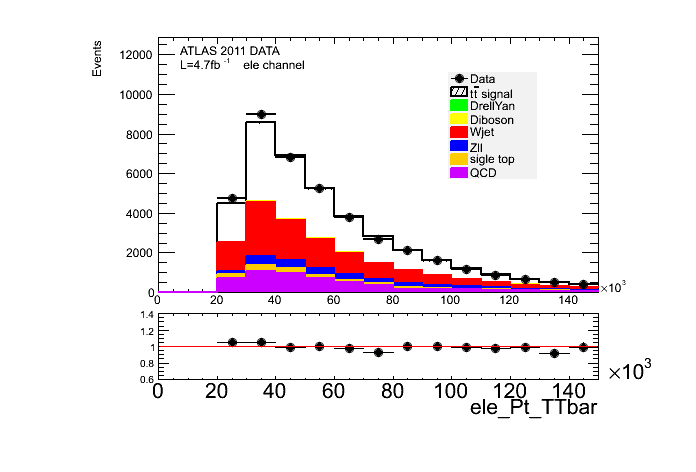 Events
ATLAS 2011 DATA
L=4.7fb⁻¹ ele channel
Data
tt̄ signal
DrellYan
Diboson
Wjet
Zll
sigle top
QCD
12000
10000
8000
6000
4000
2000
0
0 20 40 60 80 100 120 140 ×10³
1.4
1.2
1
0.8
0.6
0 20 40 60 80 100 120 140 ×10³
ele_Pt_TTbar